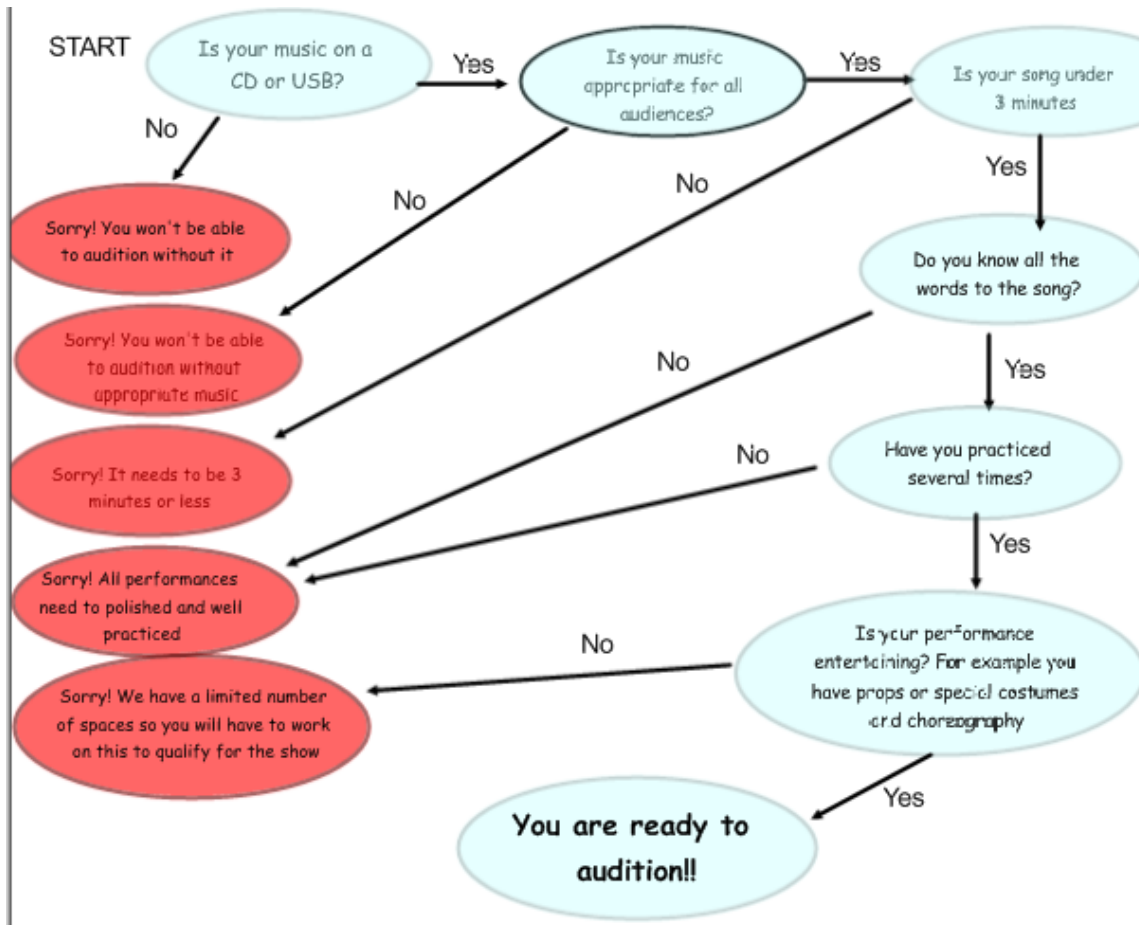 START
Is your music on a
CD or USB?
Yes
Is your music
appropriate for all
audiences?
Yes
Is your song under
3 minutes
No
No
No
Yes
Sorry! You won't be able
to audition without it
Do you know all the
words to the song?
Sorry! You won't be able
to audition without
appropriate music
No
Yes
Sorry! It needs to be 3
minutes or less
No
Have you practiced
several times?
Yes
Sorry! All performances
need to polished and well
practiced
No
Is your performance
entertaining? For example you
have props or special costumes
and choreography
Sorry! We have a limited number
of spaces so you will have to work
on this to qualify for the show
Yes
You are ready to
audition!!